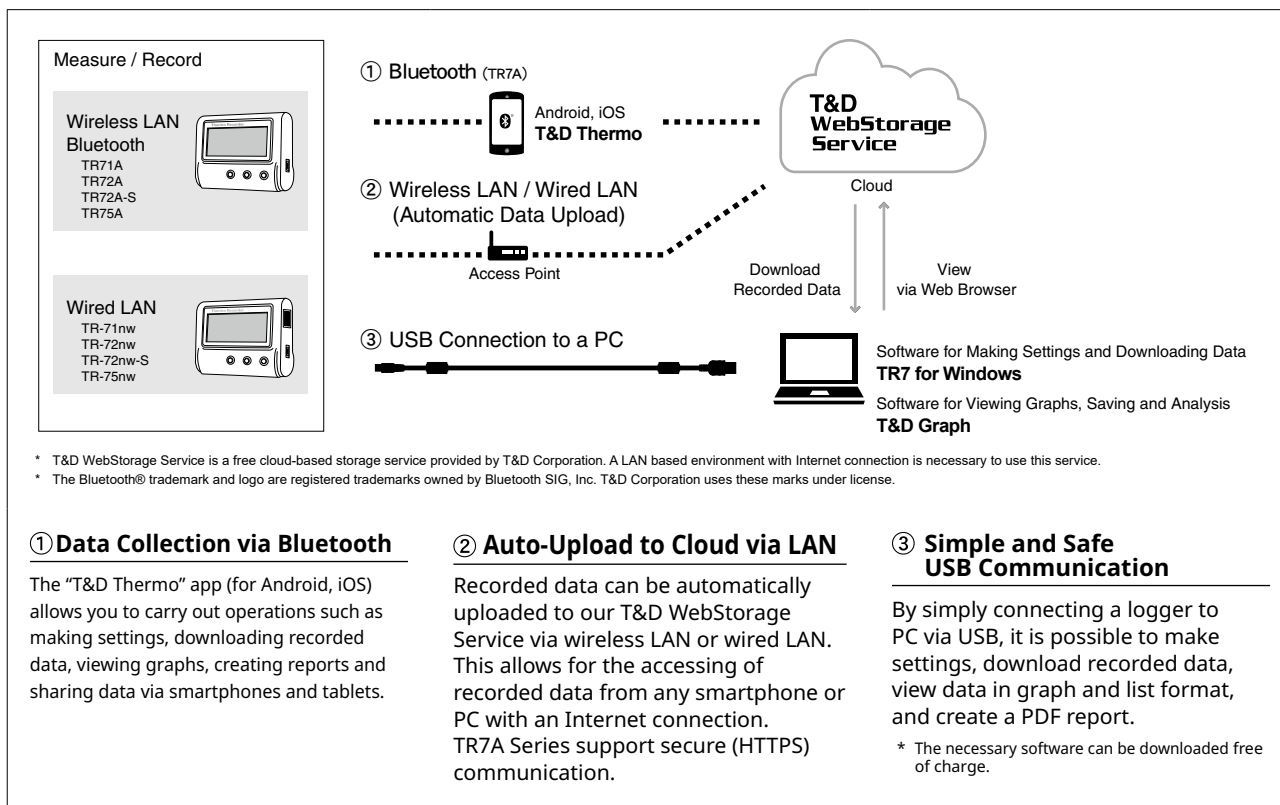 Measure / Record
Wireless LAN
Bluetooth
TR71A
TR72A
TR72A-S
TR75A
Wired LAN
TR-71nw
TR-72nw
TR-72nw-S
TR-75nw
① Bluetooth (TR7A)
Android, iOS
T&D Thermo
② Wireless LAN / Wired LAN
(Automatic Data Upload)
Access Point
③ USB Connection to a PC
T&D
WebStorage
Service
Cloud
Download
Recorded Data
View
via Web Browser
Software for Making Settings and Downloading Data
TR7 for Windows
Software for Viewing Graphs, Saving and Analysis
T&D Graph
* T&D WebStorage Service is a free cloud-based storage service provided by T&D Corporation. A LAN based environment with Internet connection is necessary to use this service.
* The Bluetooth® trademark and logo are registered trademarks owned by Bluetooth SIG, Inc. T&D Corporation uses these marks under license.
① Data Collection via Bluetooth
The “T&D Thermo” app (for Android, iOS)
allows you to carry out operations such as
making settings, downloading recorded
data, viewing graphs, creating reports and
sharing data via smartphones and tablets.
② Auto-Upload to Cloud via LAN
Recorded data can be automatically
uploaded to our T&D WebStorage
Service via wireless LAN or wired LAN.
This allows for the accessing of
recorded data from any smartphone or
PC with an Internet connection.
TR7A Series support secure (HTTPS)
communication.
③ Simple and Safe
USB Communication
By simply connecting a logger to
PC via USB, it is possible to make
settings, download recorded data,
view data in graph and list format,
and create a PDF report.
* The necessary software can be downloaded free
of charge.